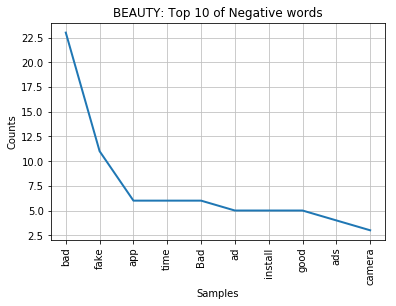 BEAUTY: Top 10 of Negative words
22.5
20.0
17.5
15.0
12.5
10.0
7.5
5.0
2.5
Counts
bad
fake
app
time
Bad
ad
install
good
ads
camera
Samples